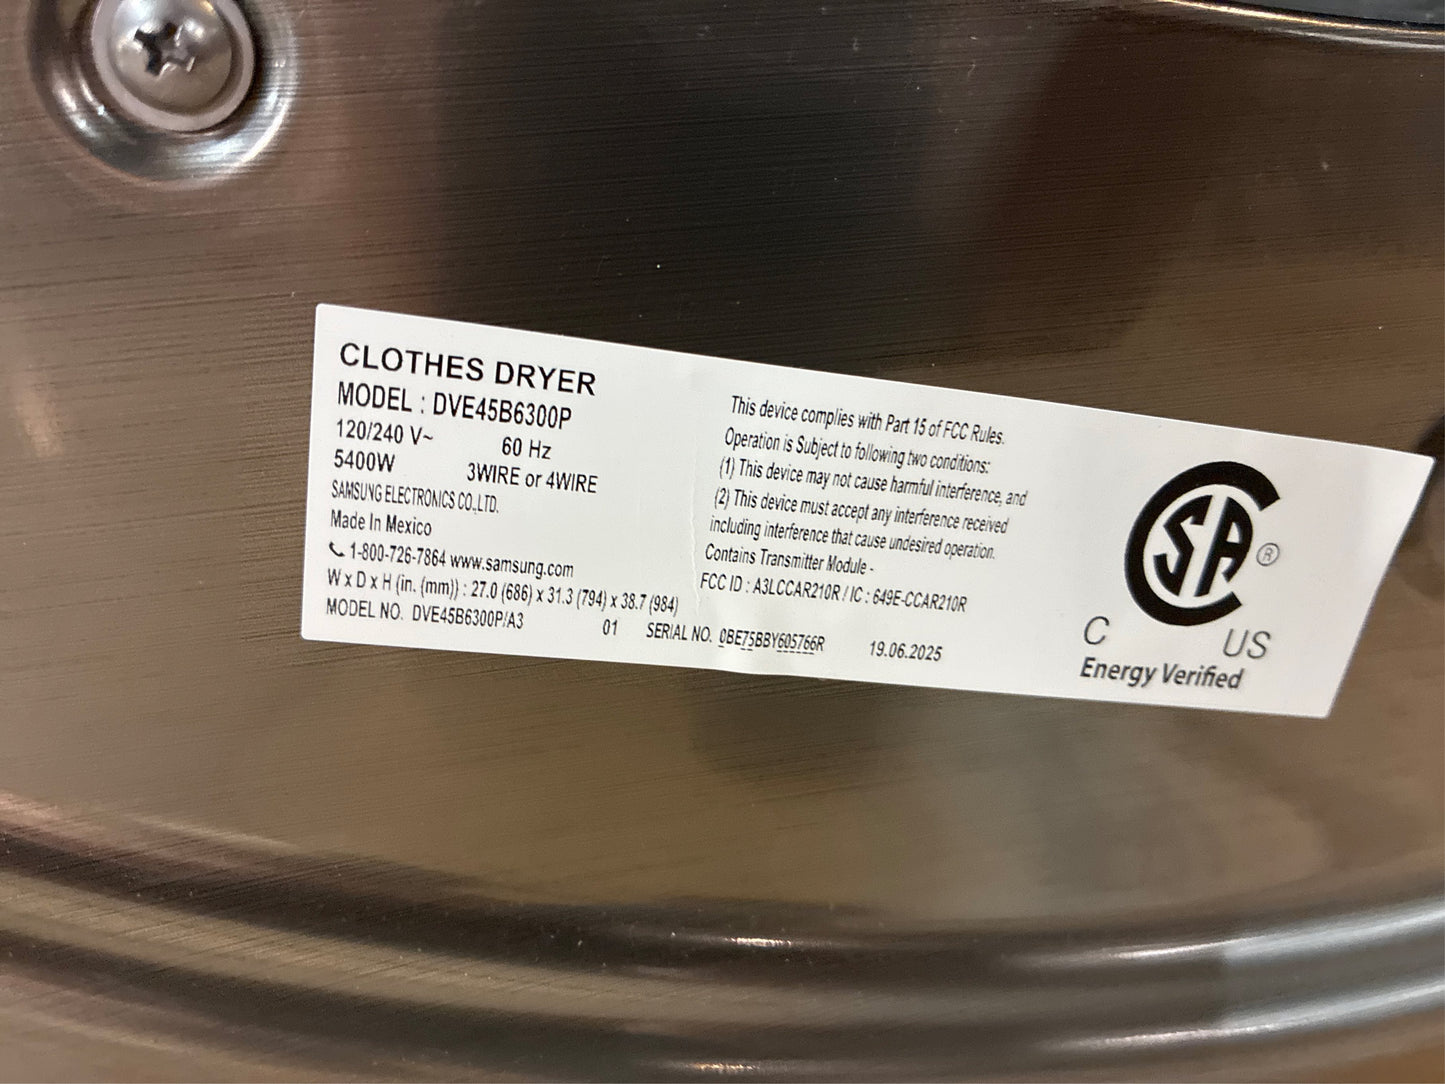 CLOTHES DRYER
MODEL : DVE45B6300P
120/240 V~ 60 Hz
5400W 3WIRE or 4WIRE
SAMSUNG ELECTRONICS CO.,LTD.
Made In Mexico
1-800-726-7864 www.samsung.com
W x D x H (in. (mm)) : 27.0 (686) x 31.3 (794) x 38.7 (984)
MODEL NO. DVE45B6300P/A3 01 SERIAL NO. 0BE75BBY605766R 19.06.2025
This device complies with Part 15 of FCC Rules.
Operation is Subject to following two conditions:
(1) This device may not cause harmful interference, and
(2) This device must accept any interference received
including interference that cause undesired operation.
Contains Transmitter Module -
FCC ID : A3LCCAR210R / IC : 649E-CCAR210R
CSA ®
C US
Energy Verified